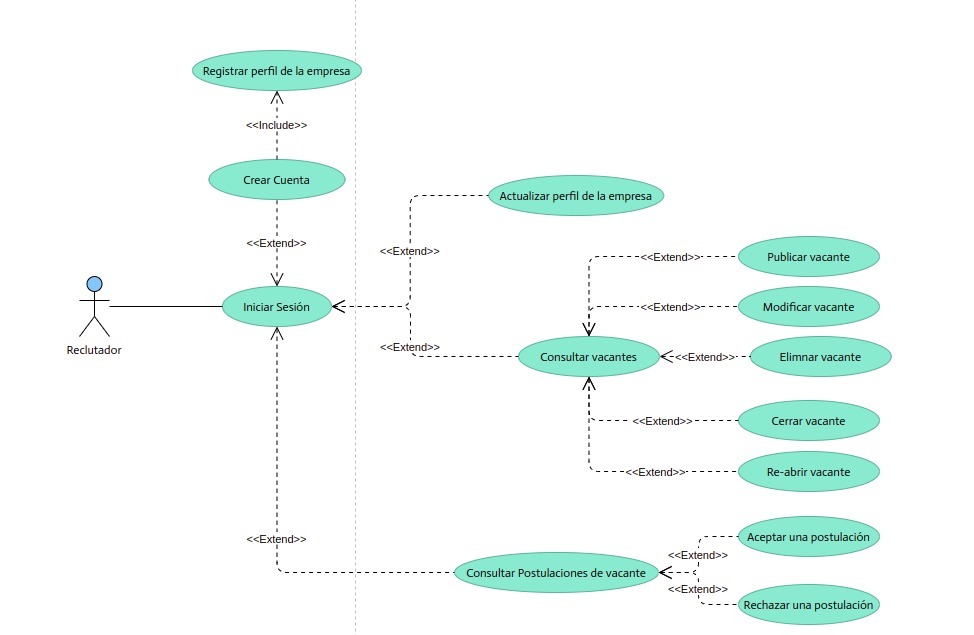 Registrar perfil de la empresa
<<Include>>
Crear Cuenta
Actualizar perfil de la empresa
<<Extend>>
<<Extend>>
<<Extend>>
Publicar vacante
Reclutador
Iniciar Sesión
<<Extend>>
Modificar vacante
<<Extend>>
Consultar vacantes
<<Extend>>
Elimnar vacante
<<Extend>>
Cerrar vacante
<<Extend>>
Re-abrir vacante
<<Extend>>
Aceptar una postulación
<<Extend>>
Consultar Postulaciones de vacante
<<Extend>>
Rechazar una postulación